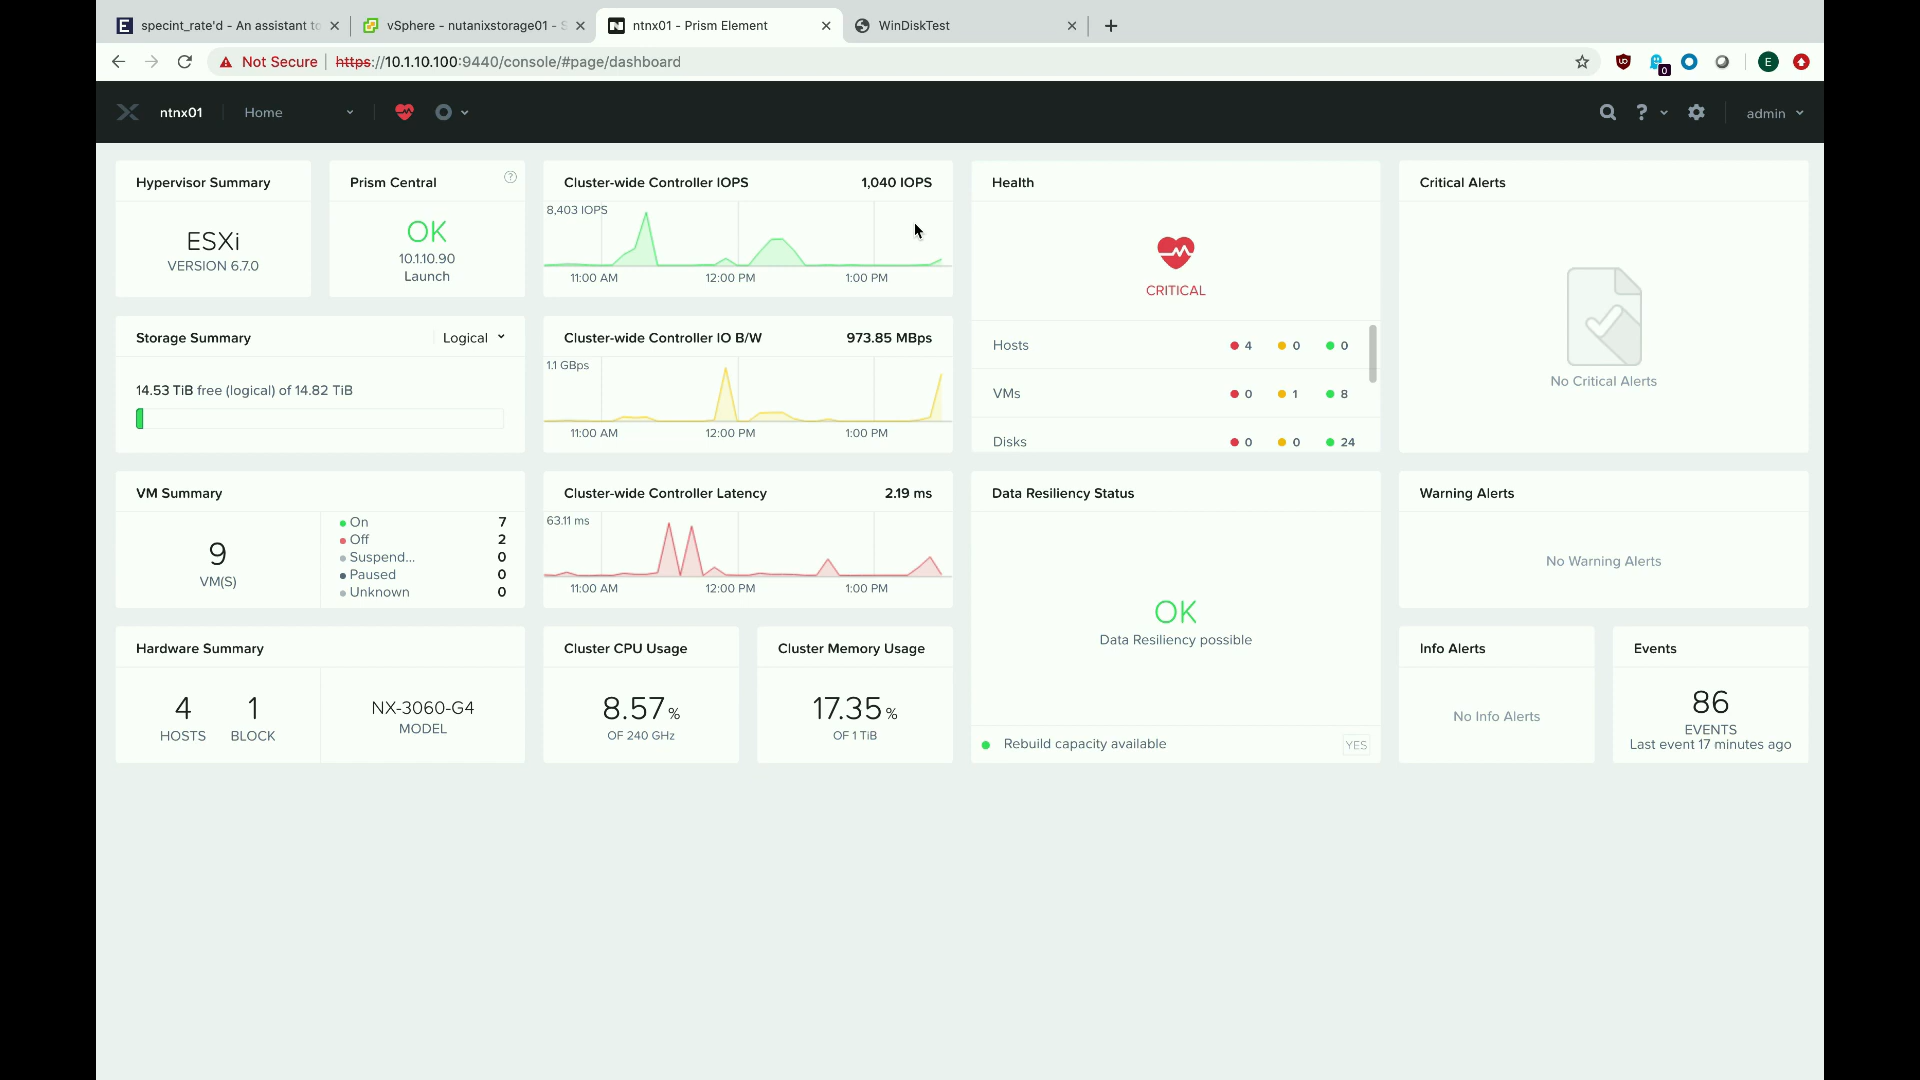 specint_rate'd - An assistant to
vSphere - nutanixstorage01 - S
ntnx01 - Prism Element
WinDiskTest
Not Secure
https://10.1.10.100:9440/console/#page/dashboard
0
E
ntnx01
Home
?
admin
Hypervisor Summary
ESXi
VERSION 6.7.0
Prism Central
?
OK
10.1.10.90
Launch
Cluster-wide Controller IOPS
1,040 IOPS
8,403 IOPS
11:00 AM
12:00 PM
1:00 PM
Health
CRITICAL
Hosts
4
0
0
VMs
0
1
8
Disks
0
0
24
Critical Alerts
No Critical Alerts
Storage Summary
Logical
14.53 TiB free (logical) of 14.82 TiB
Cluster-wide Controller IO B/W
973.85 MBps
1.1 GBps
11:00 AM
12:00 PM
1:00 PM
VM Summary
9
VM(S)
On 7
Off 2
Suspend... 0
Paused 0
Unknown 0
Cluster-wide Controller Latency
2.19 ms
63.11 ms
11:00 AM
12:00 PM
1:00 PM
Data Resiliency Status
OK
Data Resiliency possible
Rebuild capacity available
YES
Warning Alerts
No Warning Alerts
Hardware Summary
4
HOSTS
1
BLOCK
NX-3060-G4
MODEL
Cluster CPU Usage
8.57 %
OF 240 GHz
Cluster Memory Usage
17.35 %
OF 1 TiB
Info Alerts
No Info Alerts
Events
86
EVENTS
Last event 17 minutes ago